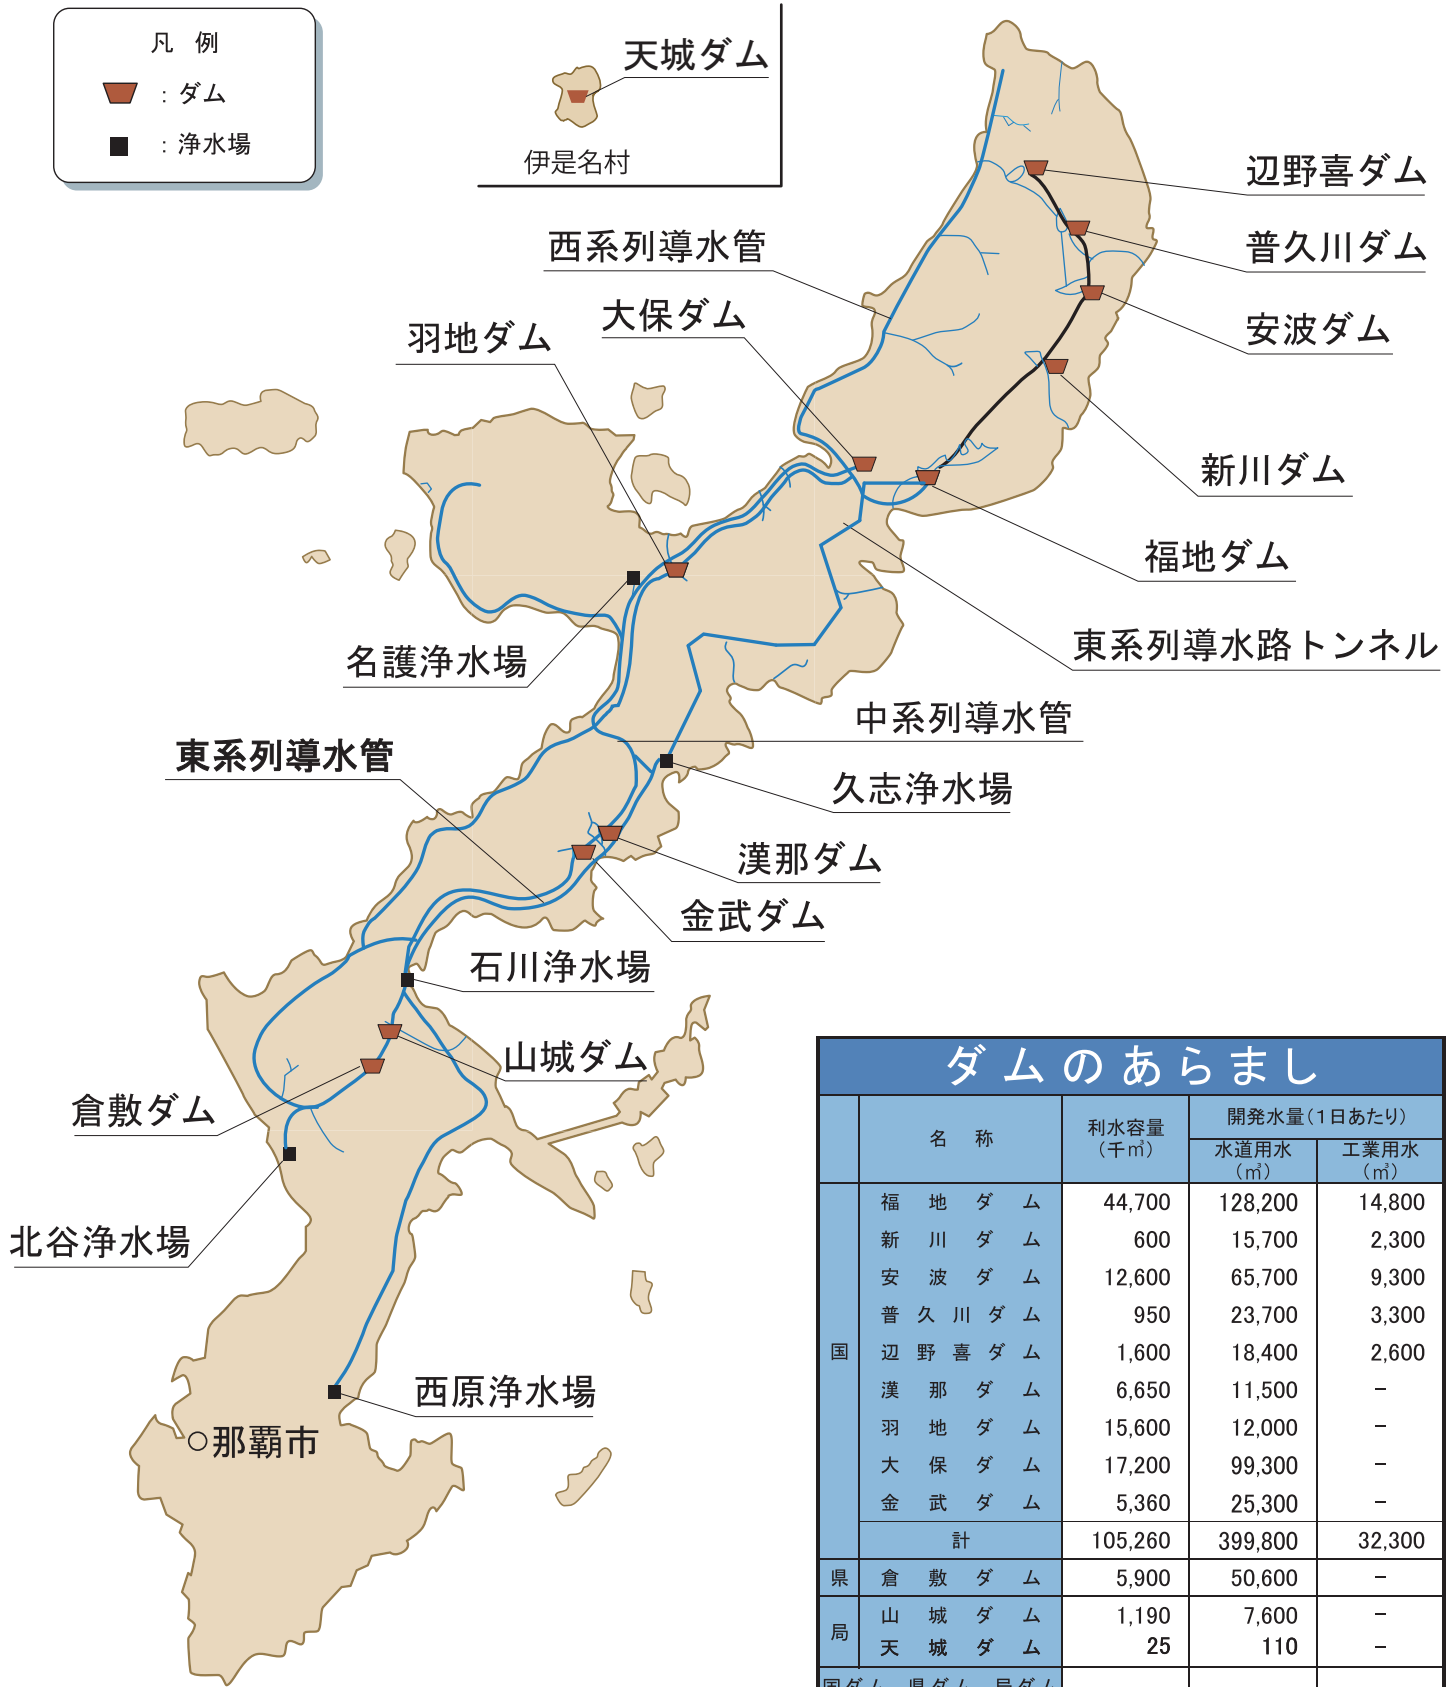 凡 例
：ダム
：浄水場
天城ダム
伊是名村
辺野喜ダム
西系列導水管
普久川ダム
大保ダム
安波ダム
羽地ダム
新川ダム
福地ダム
東系列導水路トンネル
名護浄水場
中系列導水管
東系列導水管
久志浄水場
漢那ダム
金武ダム
石川浄水場
山城ダム
倉敷ダム
北谷浄水場
西原浄水場
那覇市
ダムのあらまし
名 称 利水容量（千㎥） 開発水量（1日あたり）
水道用水（㎥） 工業用水（㎥）
国
福地ダム 44,700 128,200 14,800
新川ダム 600 15,700 2,300
安波ダム 12,600 65,700 9,300
普久川ダム 950 23,700 3,300
辺野喜ダム 1,600 18,400 2,600
漢那ダム 6,650 11,500 −
羽地ダム 15,600 12,000 −
大保ダム 17,200 99,300 −
金武ダム 5,360 25,300 −
計 105,260 399,800 32,300
県 倉敷ダム 5,900 50,600 −
局
山城ダム 1,190 7,600 −
天城ダム 25 110 −
国ダム 県ダム 局ダム